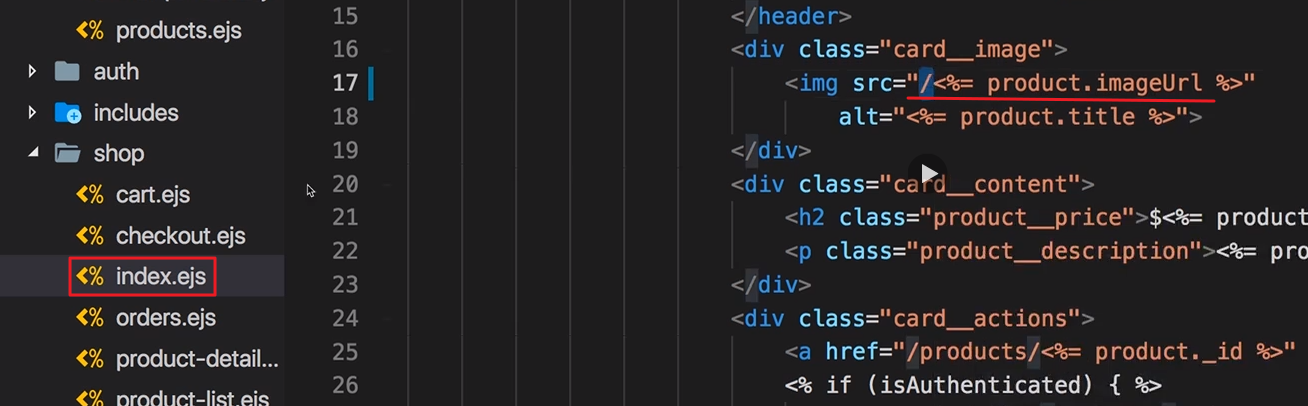 products.ejs
auth
includes
shop
cart.ejs
checkout.ejs
index.ejs
orders.ejs
product-detail...
product-list.ejs
15 </header>
16 <div class="card__image">
17 <img src="/<%= product.imageUrl %>"
18 alt="<%= product.title %>">
19 </div>
20 <div class="card__content">
21 <h2 class="product__price">$<%= product
22 <p class="product__description"><%= pro
23 </div>
24 <div class="card__actions">
25 <a href="/products/<%= product._id %>"
26 <% if (isAuthenticated) { %>